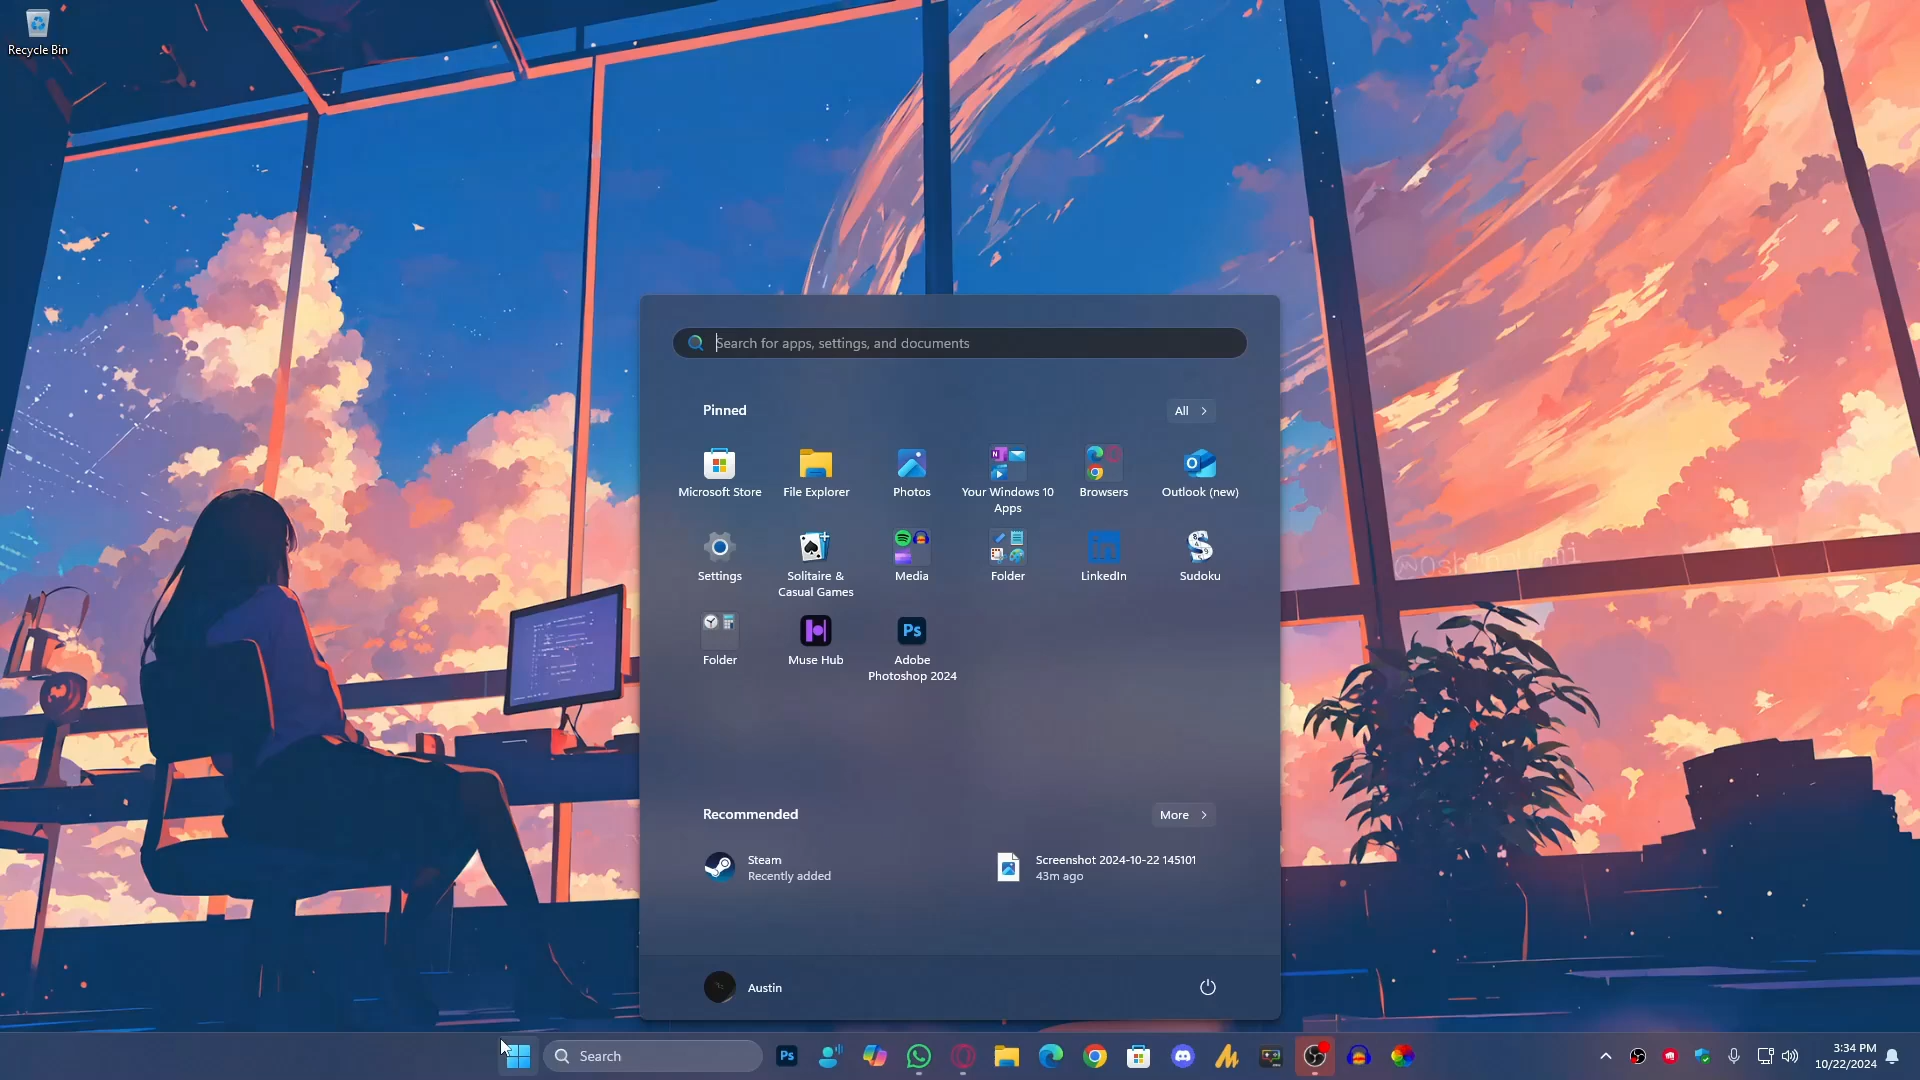 Recycle Bin
Search for apps, settings, and documents
Pinned
All
Microsoft Store
File Explorer
Photos
Your Windows 10
Apps
Browsers
Outlook (new)
Settings
Solitaire &
Casual Games
Media
Folder
LinkedIn
Sudoku
Folder
Muse Hub
Ps
Adobe
Photoshop 2024
Recommended
More
Steam
Recently added
Screenshot 2024-10-22 145101
43m ago
Austin
Search
Ps
3:34 PM
10/22/2024